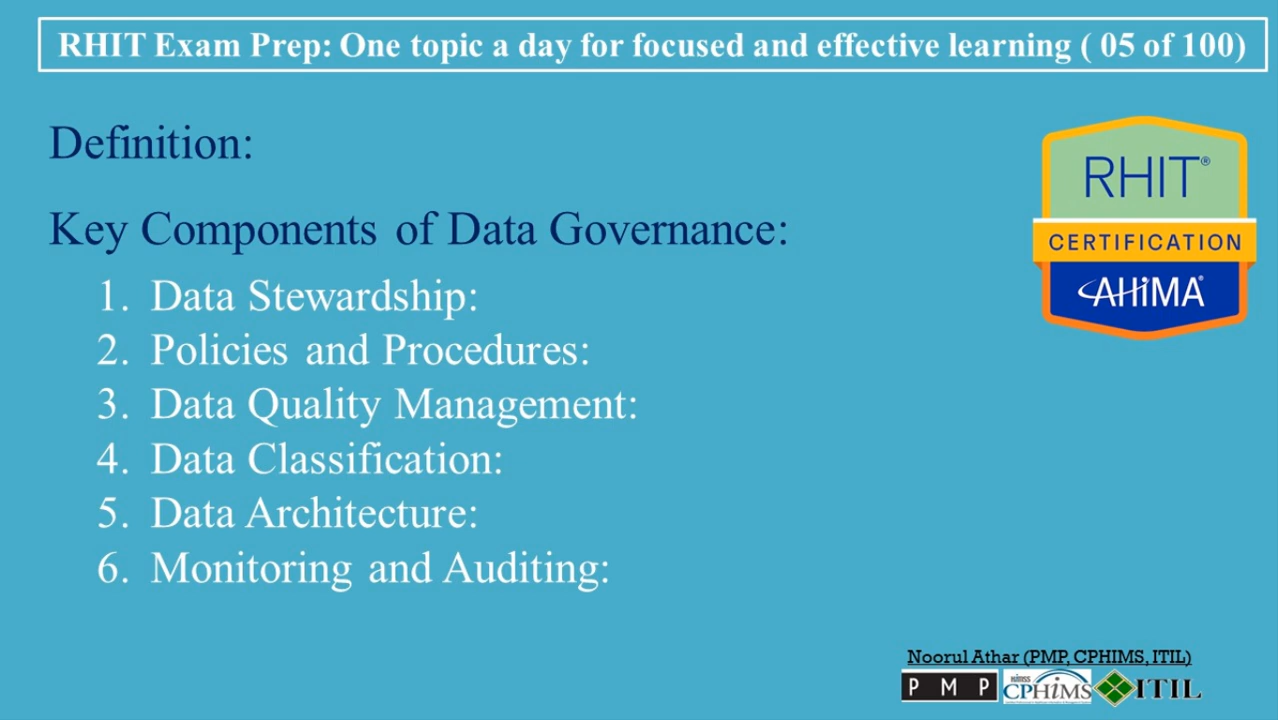 RHIT Exam Prep: One topic a day for focused and effective learning ( 05 of 100)
Definition:
Key Components of Data Governance:
1. Data Stewardship:
2. Policies and Procedures:
3. Data Quality Management:
4. Data Classification:
5. Data Architecture:
6. Monitoring and Auditing:
RHIT®
CERTIFICATION
AHIMA®
Noorul Athar (PMP, CPHIMS, ITIL)
PMP
HIMSS
CPHIMS
ITIL